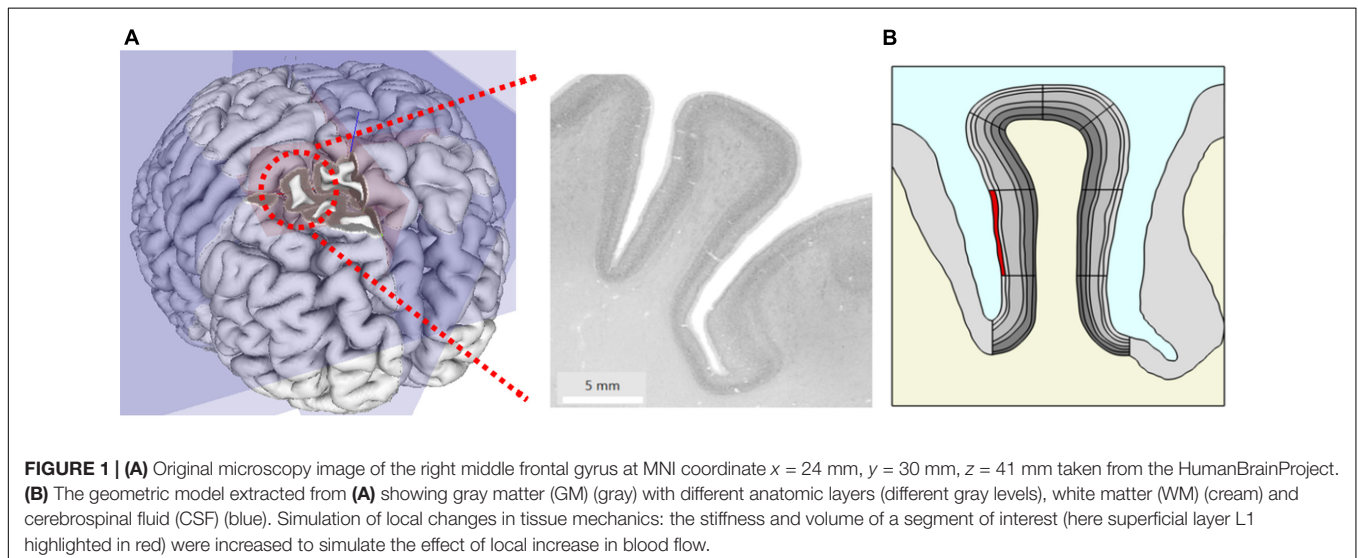 A
B
5 mm
FIGURE 1 | (A) Original microscopy image of the right middle frontal gyrus at MNI coordinate x = 24 mm, y = 30 mm, z = 41 mm taken from the HumanBrainProject.
(B) The geometric model extracted from (A) showing gray matter (GM) (gray) with different anatomic layers (different gray levels), white matter (WM) (cream) and
cerebrospinal fluid (CSF) (blue). Simulation of local changes in tissue mechanics: the stiffness and volume of a segment of interest (here superficial layer L1
highlighted in red) were increased to simulate the effect of local increase in blood flow.